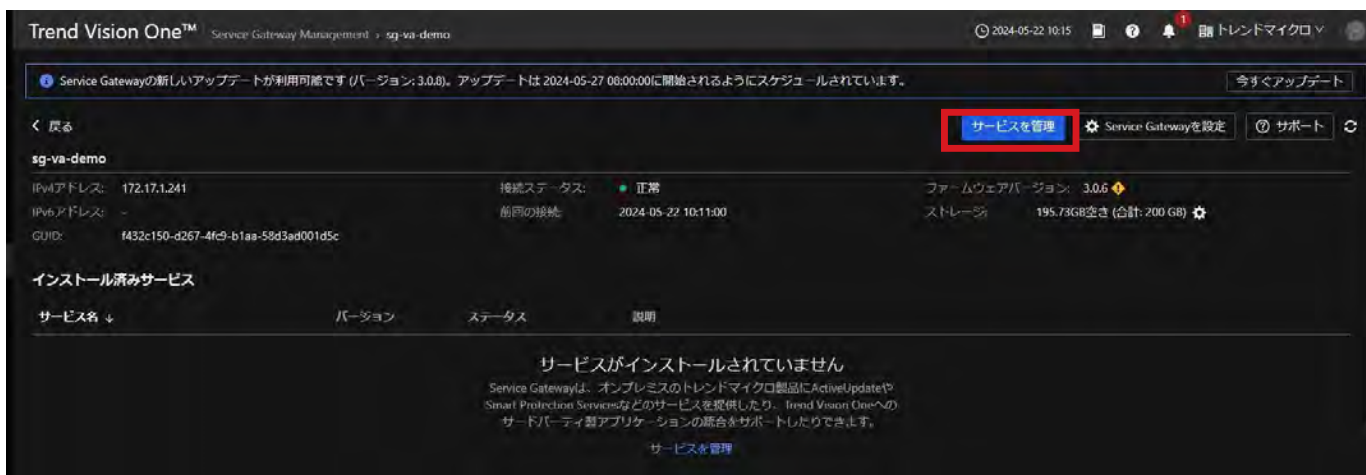 Trend Vision One™ Service Gateway Management › sg-va-demo 2024-05-22 10:15 1 トレンドマイクロ
Service Gatewayの新しいアップデートが利用可能です (バージョン: 3.0.8)。アップデートは 2024-05-27 08:00:00に開始されるようにスケジュールされています。 今すぐアップデート
戻る サービスを管理 Service Gatewayを設定 サポート
sg-va-demo
IPv4アドレス: 172.17.1.241 接続ステータス: 正常 ファームウェアバージョン: 3.0.6
IPv6アドレス: - 前回の接続: 2024-05-22 10:11:00 ストレージ: 195.73GB空き (合計: 200 GB)
GUID: f432c150-d267-4fc9-b1aa-58d3ad001d5c
インストール済みサービス
サービス名 ↓ バージョン ステータス 説明
サービスがインストールされていません
Service Gatewayは、オンプレミスのトレンドマイクロ製品にActiveUpdateや
Smart Protection Servicesなどのサービスを提供したり、Trend Vision Oneへの
サードパーティ製アプリケーションの統合をサポートしたりできます。
サービスを管理